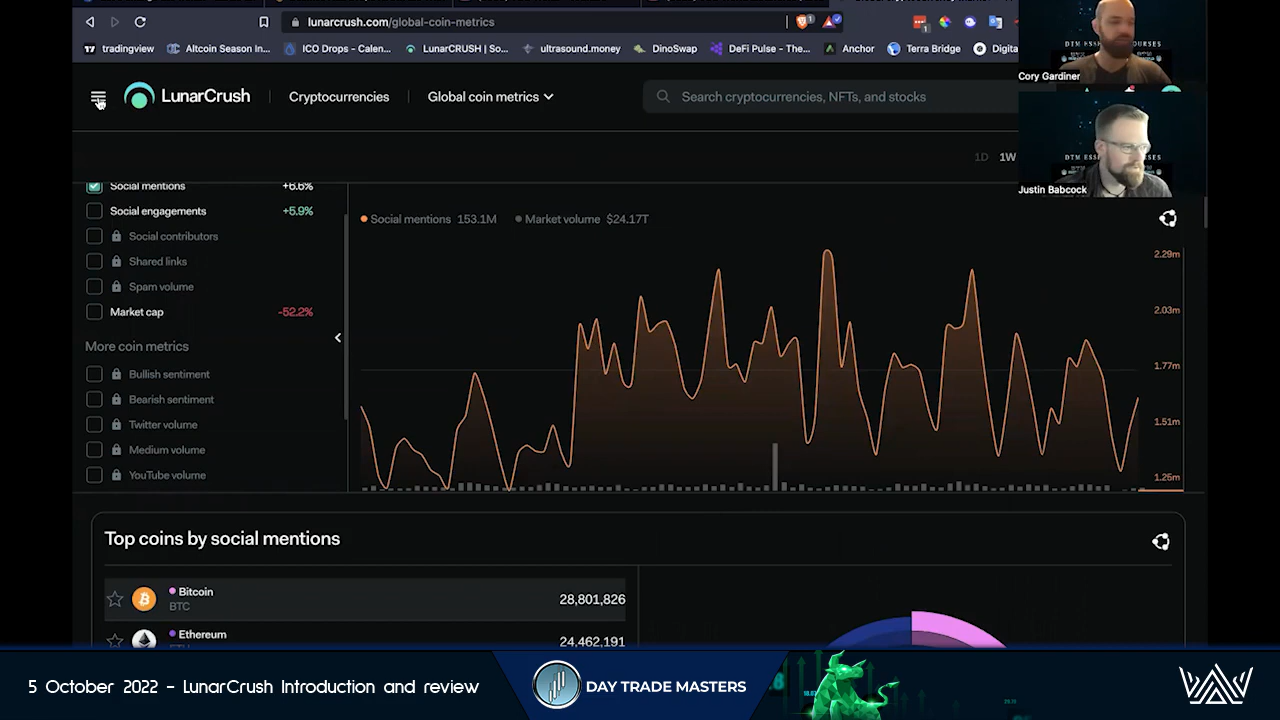 lunarcrush.com/global-coin-metrics
1
tradingview
Altcoin Season In...
ICO Drops - Calen...
LunarCRUSH | So...
ultrasound.money
DinoSwap
DeFi Pulse - The...
Anchor
Terra Bridge
Digita
Cory Gardiner
LunarCrush
Cryptocurrencies
Global coin metrics
Search cryptocurrencies, NFTs, and stocks
1D
1W
Justin Babcock
Social mentions
+6.6%
Social engagements
+5.9%
Social contributors
Shared links
Spam volume
Market cap
-52.2%
More coin metrics
Bullish sentiment
Bearish sentiment
Twitter volume
Medium volume
YouTube volume
Social mentions 153.1M
Market volume $24.17T
2.29m
2.03m
1.77m
1.51m
1.25m
Top coins by social mentions
Bitcoin
BTC
28,801,826
Ethereum
24,462,191
5 October 2022 - LunarCrush Introduction and review
DAY TRADE MASTERS